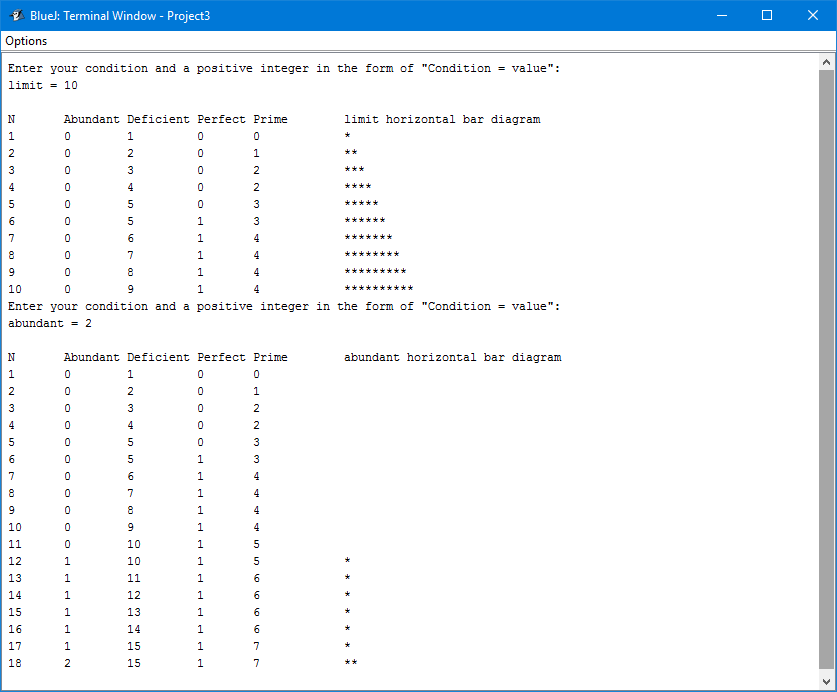 BlueJ: Terminal Window - Project3
Options
Enter your condition and a positive integer in the form of "Condition = value":
limit = 10
N Abundant Deficient Perfect Prime limit horizontal bar diagram
1 0 1 0 0 *
2 0 2 0 1 **
3 0 3 0 2 ***
4 0 4 0 2 ****
5 0 5 0 3 *****
6 0 5 1 3 ******
7 0 6 1 4 *******
8 0 7 1 4 ********
9 0 8 1 4 *********
10 0 9 1 4 **********
Enter your condition and a positive integer in the form of "Condition = value":
abundant = 2
N Abundant Deficient Perfect Prime abundant horizontal bar diagram
1 0 1 0 0
2 0 2 0 1
3 0 3 0 2
4 0 4 0 2
5 0 5 0 3
6 0 5 1 3
7 0 6 1 4
8 0 7 1 4
9 0 8 1 4
10 0 9 1 4
11 0 10 1 5
12 1 10 1 5 *
13 1 11 1 6 *
14 1 12 1 6 *
15 1 13 1 6 *
16 1 14 1 6 *
17 1 15 1 7 *
18 2 15 1 7 **